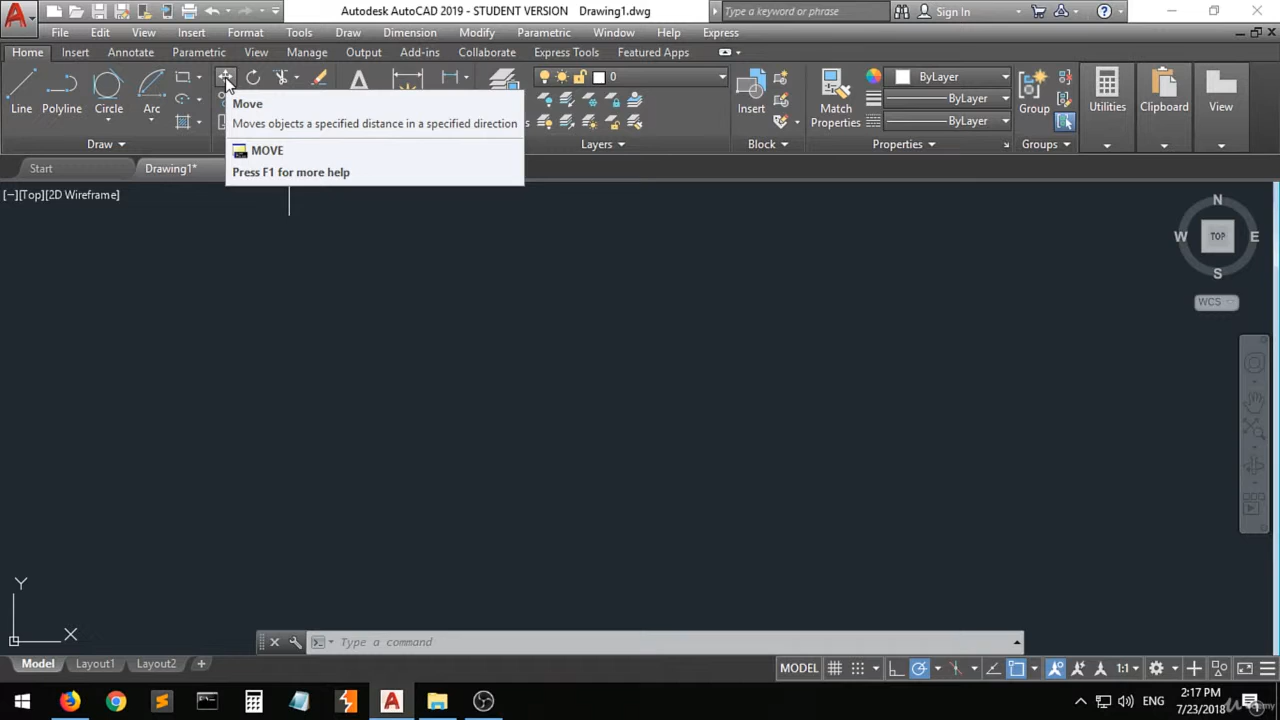 Autodesk AutoCAD 2019 - STUDENT VERSION Drawing1.dwg
Type a keyword or phrase
Sign In
File Edit View Insert Format Tools Draw Dimension Modify Parametric Window Help Express
Home Insert Annotate Parametric View Manage Output Add-ins Collaborate Express Tools Featured Apps
0
ByLayer
ByLayer
ByLayer
Line Polyline Circle Arc
Insert
Match
Properties
Group
Utilities
Clipboard
View
Draw
Layers
Block
Properties
Groups
Move
Moves objects a specified distance in a specified direction
MOVE
Press F1 for more help
Start
Drawing1*
[−][Top][2D Wireframe]
N
W TOP E
S
WCS
Y
X
Type a command
Model Layout1 Layout2 +
MODEL
1:1
ENG
2:17 PM
7/23/2018